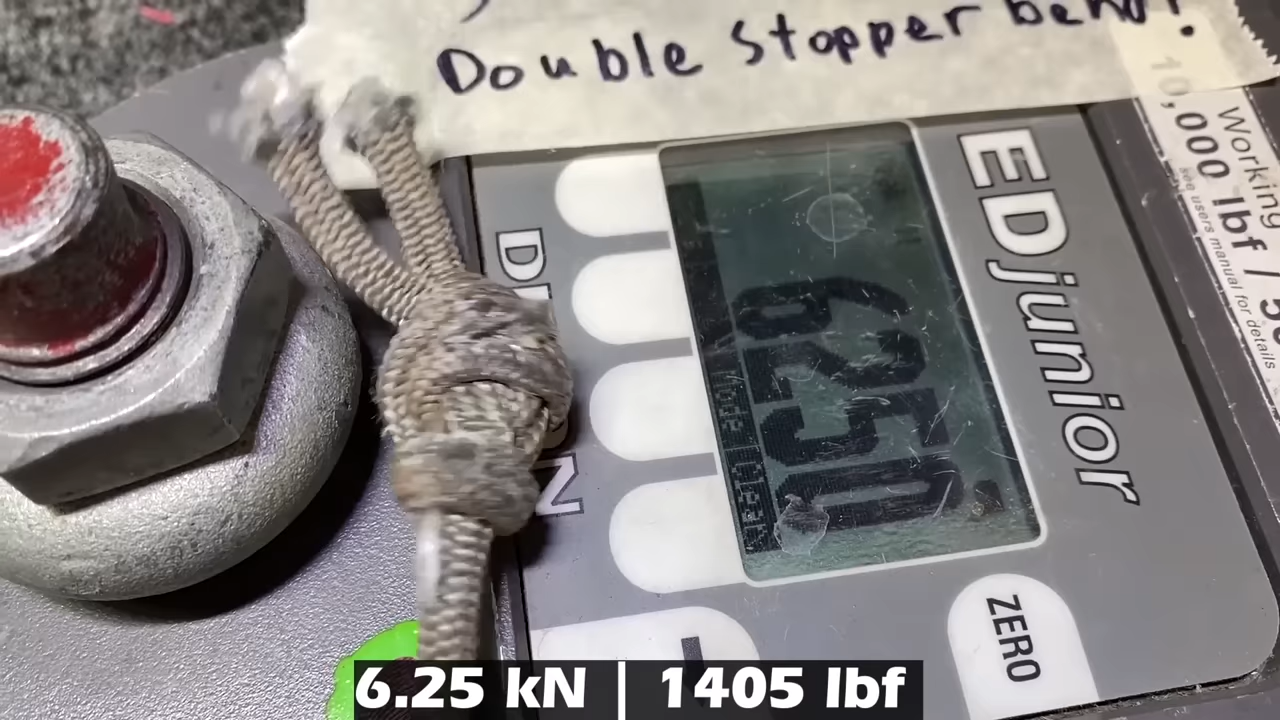 Double stopper bend!
Working
10,000 lbf / 5
see users manual for details
EDjunior
6250
ZERO
6.25 kN | 1405 lbf